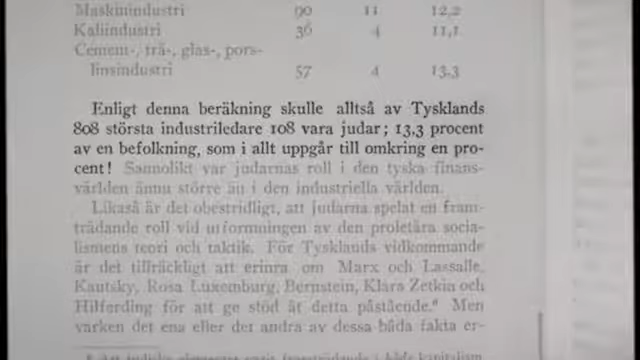 Maskinindustri 90 11 12,2
Kaliindustri 36 4 11,1
Cement-, trä-, glas-, pors-
linsindustri 57 4 13,3
Enligt denna beräkning skulle alltså av Tysklands
808 största industriledare 108 vara judar; 13,3 procent
av en befolkning, som i allt uppgår till omkring en pro-
cent! Sannolikt var judarnas roll i den tyska finans-
världen ännu större än i den industriella världen.
Likaså är det obestridligt, att judarna spelat en fram-
trädande roll vid utformningen av den proletära socia-
lismens teori och taktik. För Tysklands vidkommande
är det tillräckligt att erinra om Marx och Lassalle,
Kautsky, Rosa Luxemburg, Bernstein, Klara Zetkin och
Hilferding för att ge stöd åt detta påstående. Men
varken det ena eller det andra av dessa båda fakta er-